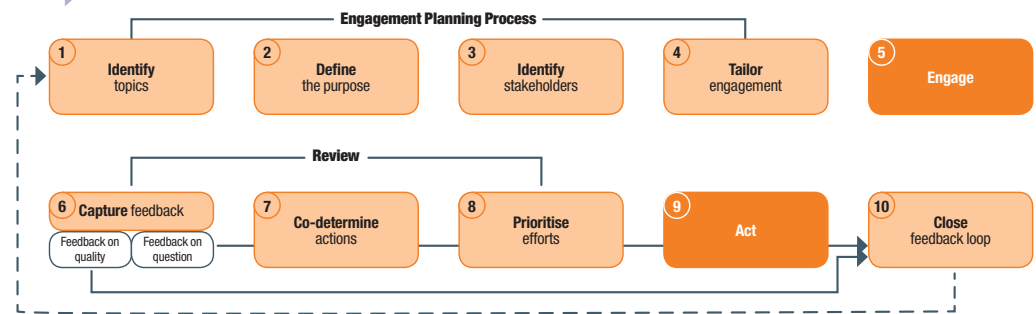 Engagement Planning Process
1
Identify
topics
2
Define
the purpose
3
Identify
stakeholders
4
Tailor
engagement
5
Engage
Review
6
Capture feedback
Feedback on
quality
Feedback on
question
7
Co-determine
actions
8
Prioritise
efforts
9
Act
10
Close
feedback loop